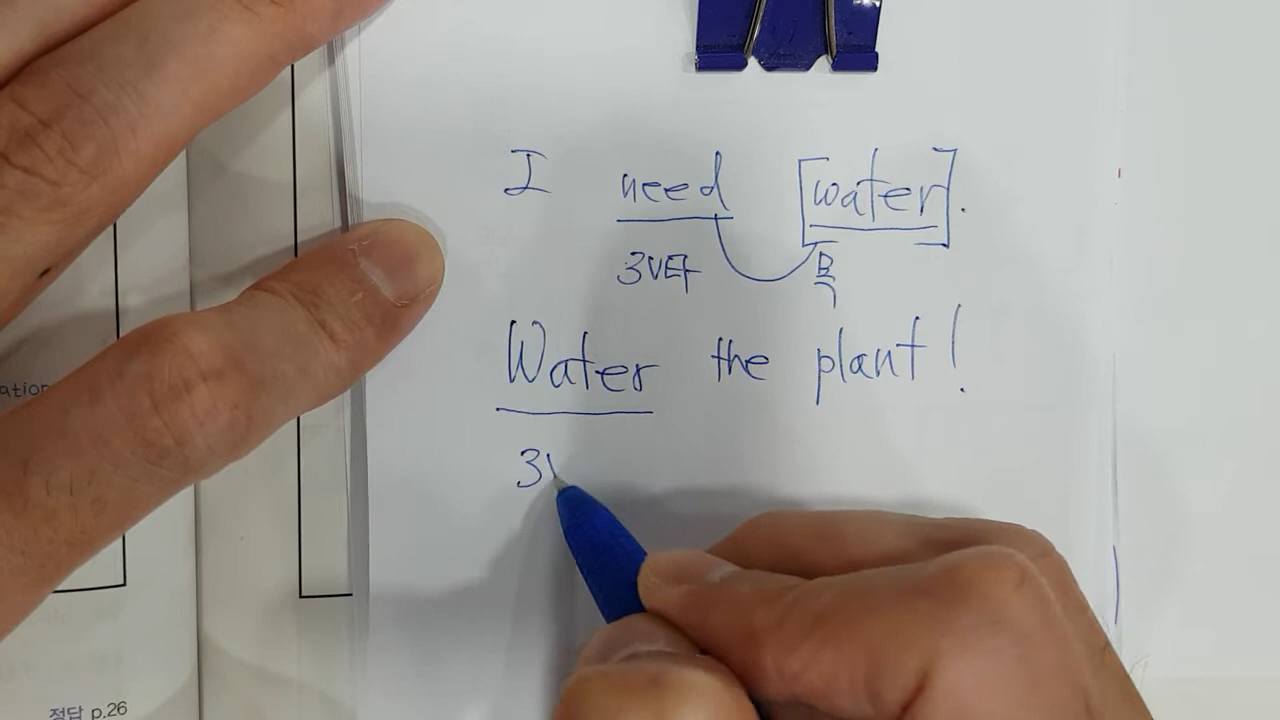 I need [water].
3V타 목
Water the plant!
3V
ation
정답 p.26